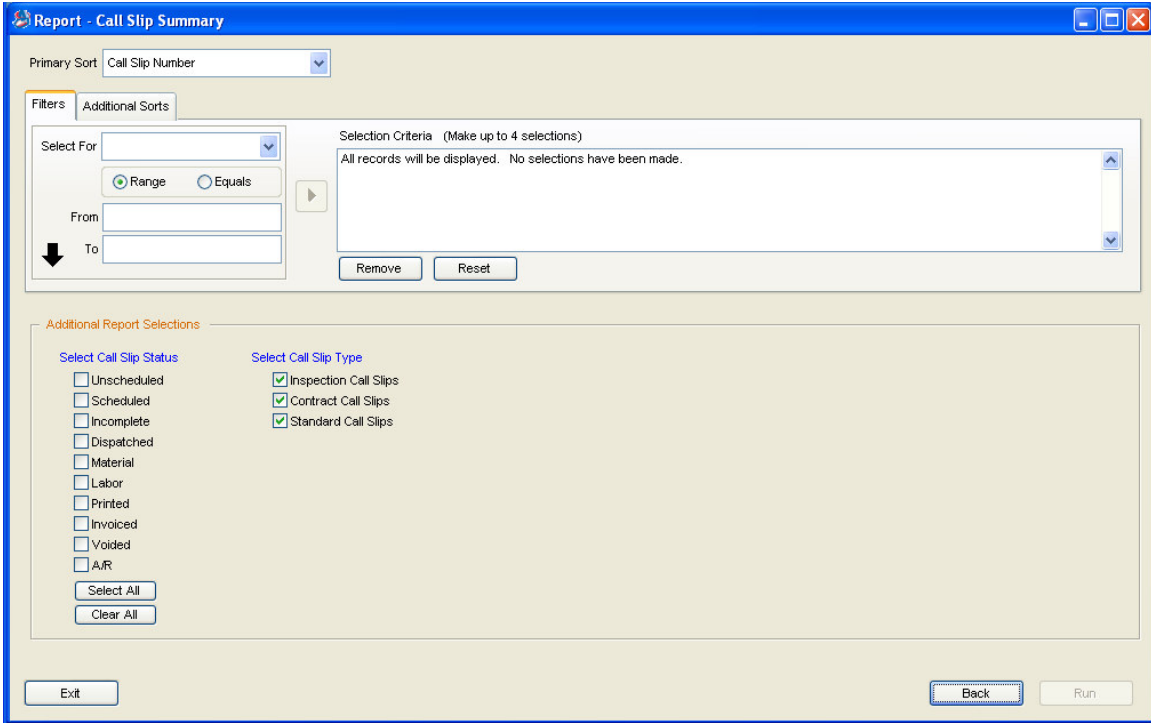 Report - Call Slip Summary
Primary Sort Call Slip Number
Filters Additional Sorts
Select For
Range Equals
From
To
Selection Criteria (Make up to 4 selections)
All records will be displayed. No selections have been made.
Remove Reset
Additional Report Selections
Select Call Slip Status
Unscheduled
Scheduled
Incomplete
Dispatched
Material
Labor
Printed
Invoiced
Voided
A/R
Select All
Clear All
Select Call Slip Type
Inspection Call Slips
Contract Call Slips
Standard Call Slips
Exit Back Run